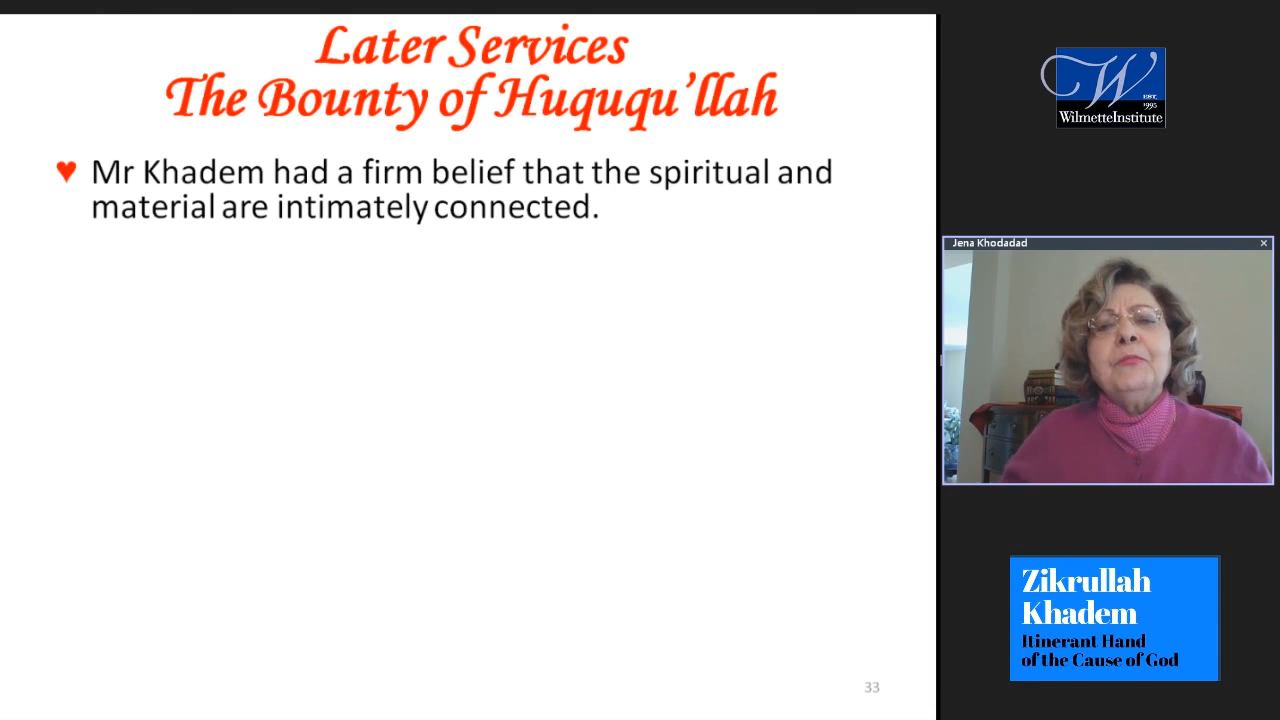 Later Services
The Bounty of Huququ’llah
♥ Mr Khadem had a firm belief that the spiritual and
material are intimately connected.
33
W
EST.
1995
WilmetteInstitute
Jena Khodadad
Zikrullah
Khadem
Itinerant Hand
of the Cause of God